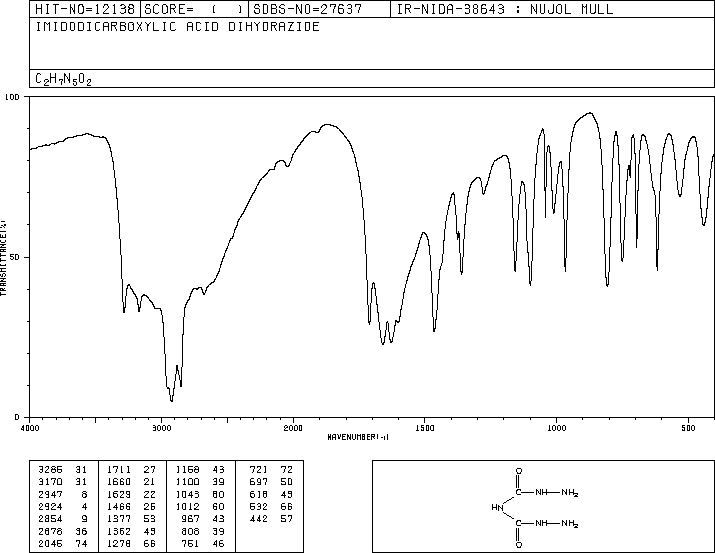 HIT-NO=12138 SCORE= ( ) SDBS-NO=27637 IR-NIDA-38643 : NUJOL MULL
IMIDODICARBOXYLIC ACID DIHYDRAZIDE
C2H7N5O2
100
50
0
TRANSMITTANCE(%)
4000 3000 2000 1500 1000 500
WAVENUMBER(-1)
3285 31 1711 27 1158 43 721 72
3170 31 1660 21 1100 39 697 50
2947 8 1629 22 1043 60 618 49
2924 4 1466 26 1012 60 532 66
2854 9 1377 53 967 43 442 57
2678 36 1362 49 808 39
2045 74 1278 66 751 46
O
C—NH—NH2
HN
C—NH—NH2
O